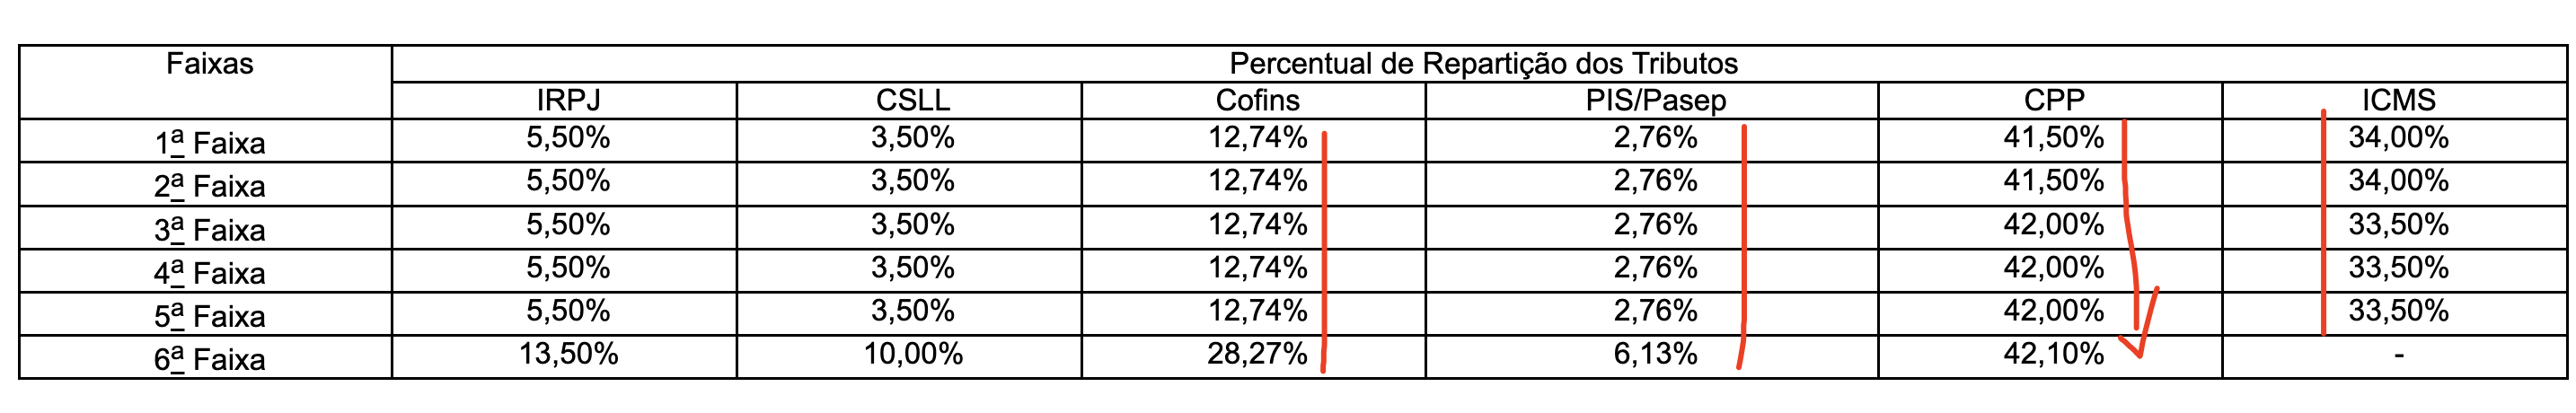 Faixas Percentual de Repartição dos Tributos
IRPJ CSLL Cofins PIS/Pasep CPP ICMS
1ª Faixa 5,50% 3,50% 12,74% 2,76% 41,50% 34,00%
2ª Faixa 5,50% 3,50% 12,74% 2,76% 41,50% 34,00%
3ª Faixa 5,50% 3,50% 12,74% 2,76% 42,00% 33,50%
4ª Faixa 5,50% 3,50% 12,74% 2,76% 42,00% 33,50%
5ª Faixa 5,50% 3,50% 12,74% 2,76% 42,00% 33,50%
6ª Faixa 13,50% 10,00% 28,27% 6,13% 42,10% -